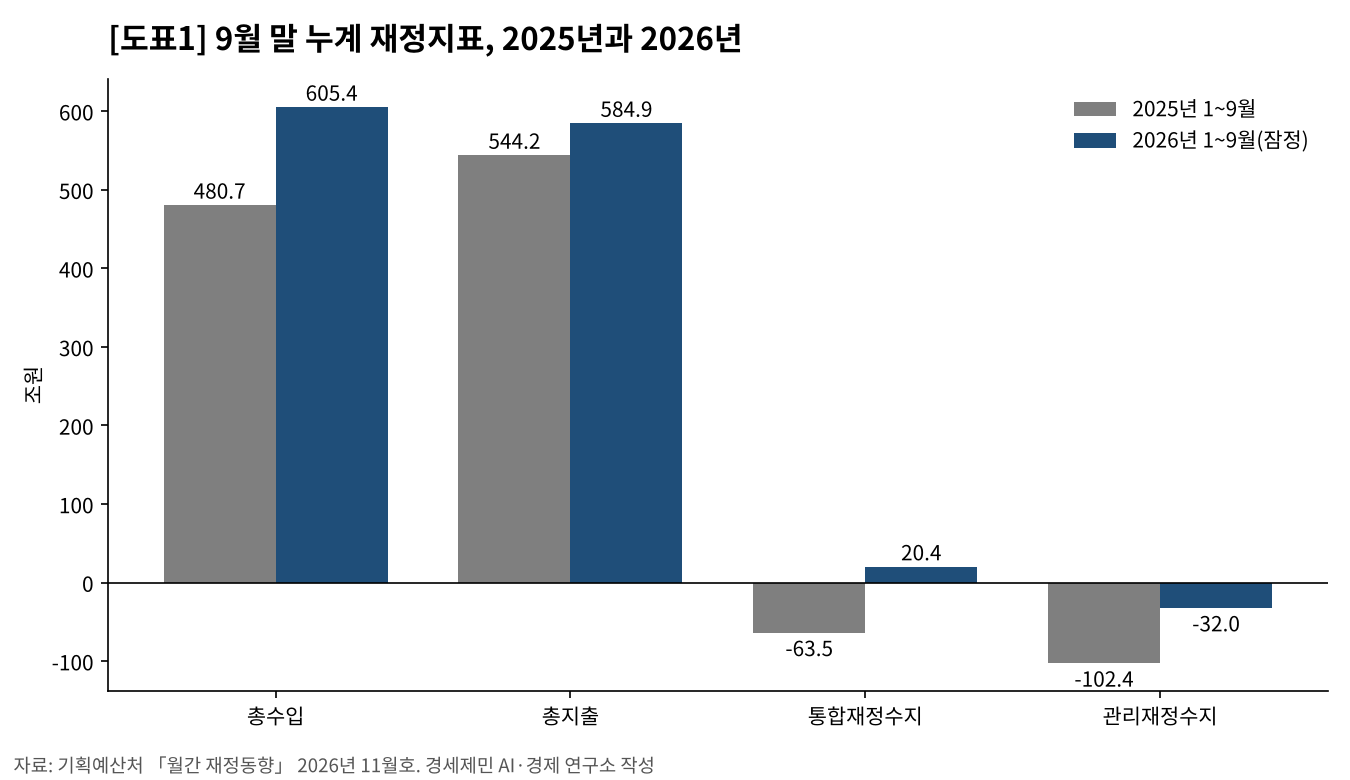 [도표1] 9월 말 누계 재정지표, 2025년과 2026년
2025년 1~9월
2026년 1~9월(잠정)
조원
600
500
400
300
200
100
0
-100
480.7
605.4
544.2
584.9
-63.5
20.4
-102.4
-32.0
총수입
총지출
통합재정수지
관리재정수지
자료: 기획예산처 「월간 재정동향」 2026년 11월호. 경세제민 AI·경제 연구소 작성